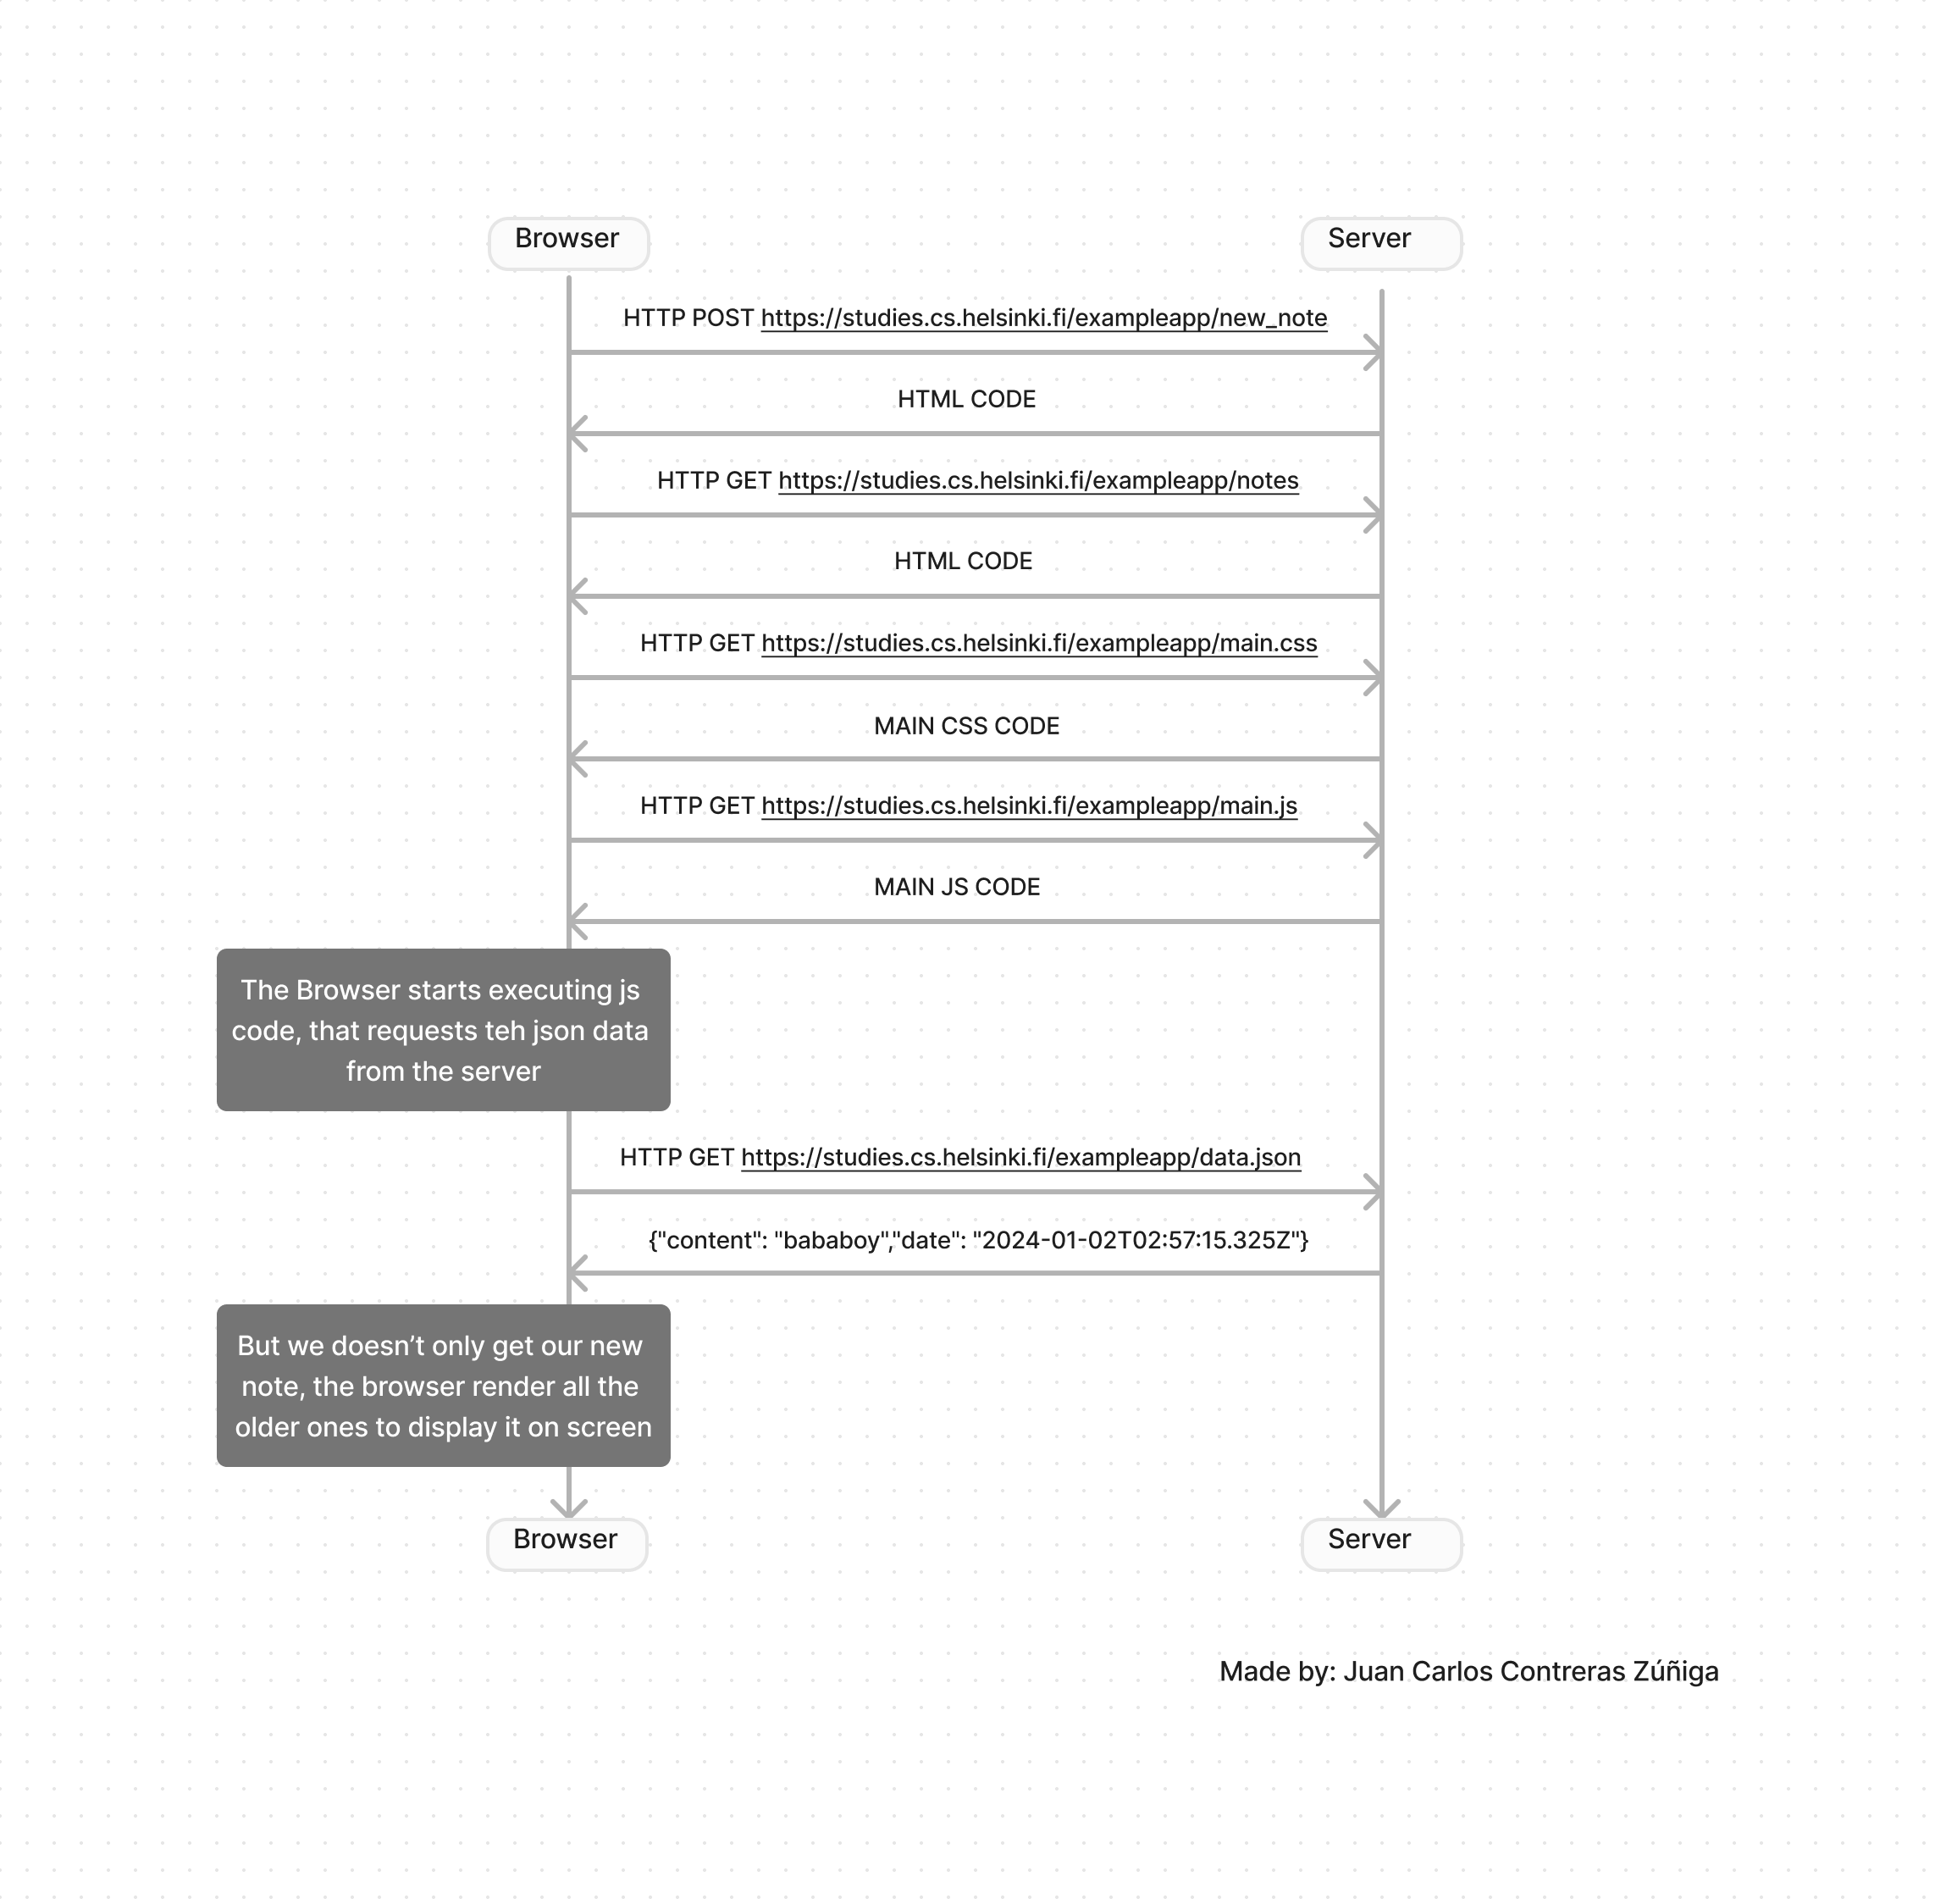 Browser
Server
HTTP POST https://studies.cs.helsinki.fi/exampleapp/new_note
HTML CODE
HTTP GET https://studies.cs.helsinki.fi/exampleapp/notes
HTML CODE
HTTP GET https://studies.cs.helsinki.fi/exampleapp/main.css
MAIN CSS CODE
HTTP GET https://studies.cs.helsinki.fi/exampleapp/main.js
MAIN JS CODE
The Browser starts executing js
code, that requests teh json data
from the server
HTTP GET https://studies.cs.helsinki.fi/exampleapp/data.json
{"content": "bababoy","date": "2024-01-02T02:57:15.325Z"}
But we doesn’t only get our new
note, the browser render all the
older ones to display it on screen
Browser
Server
Made by: Juan Carlos Contreras Zúñiga